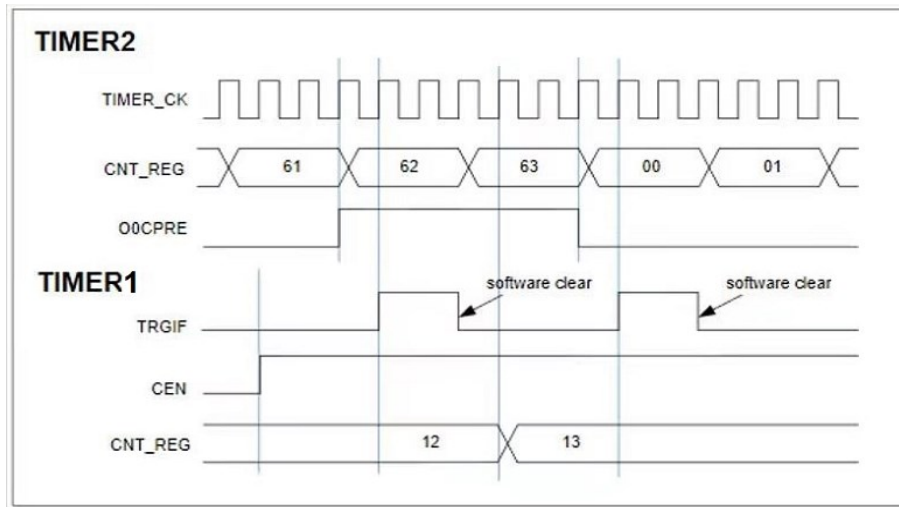 TIMER2
TIMER_CK
CNT_REG 61 62 63 00 01
O0CPRE
TIMER1
software clear software clear
TRGIF
CEN
CNT_REG 12 13